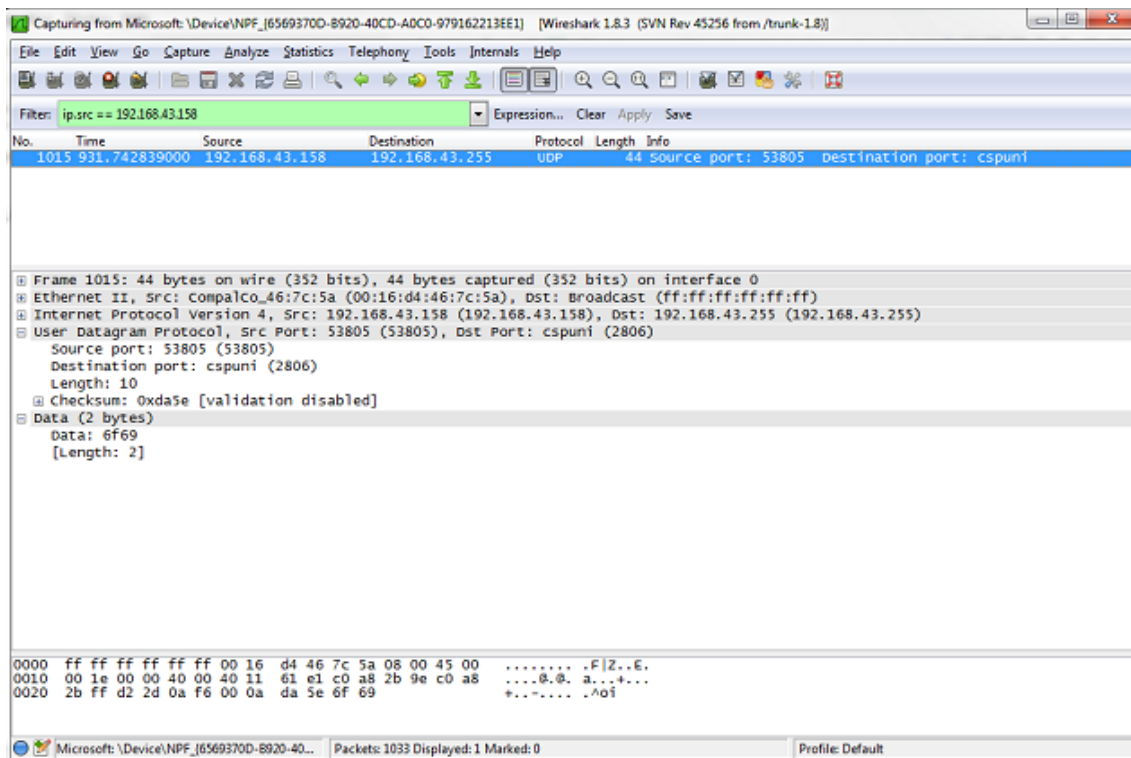 Capturing from Microsoft: \Device\NPF_{6569370D-B920-40CD-A0C0-979162213EE1} [Wireshark 1.8.3 (SVN Rev 45256 from /trunk-1.8)]
File Edit View Go Capture Analyze Statistics Telephony Tools Internals Help
Filter: ip.src == 192.168.43.158 Expression... Clear Apply Save
No. Time Source Destination Protocol Length Info
1015 931.742839000 192.168.43.158 192.168.43.255 UDP 44 Source port: 53805 Destination port: cspuni
Frame 1015: 44 bytes on wire (352 bits), 44 bytes captured (352 bits) on interface 0
Ethernet II, Src: Compalco_46:7c:5a (00:16:d4:46:7c:5a), Dst: Broadcast (ff:ff:ff:ff:ff:ff)
Internet Protocol Version 4, Src: 192.168.43.158 (192.168.43.158), Dst: 192.168.43.255 (192.168.43.255)
User Datagram Protocol, Src Port: 53805 (53805), Dst Port: cspuni (2806)
Source port: 53805 (53805)
Destination port: cspuni (2806)
Length: 10
Checksum: 0xda5e [validation disabled]
Data (2 bytes)
Data: 6f69
[Length: 2]
0000 ff ff ff ff ff ff 00 16 d4 46 7c 5a 08 00 45 00 ........ .F|Z..E.
0010 00 1e 00 00 40 00 40 11 61 e1 c0 a8 2b 9e c0 a8 ....@.@. a...+...
0020 2b ff d2 2d 0a f6 00 0a da 5e 6f 69 +..-.... .^oi
Microsoft: \Device\NPF_{6569370D-B920-40... Packets: 1033 Displayed: 1 Marked: 0 Profile: Default